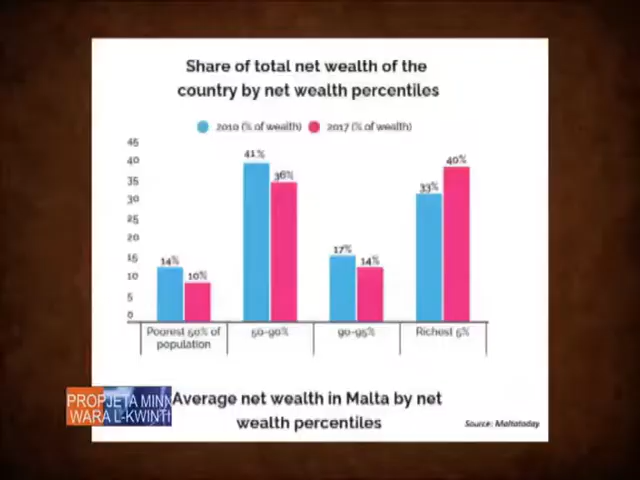 Share of total net wealth of the
country by net wealth percentiles
2010 (% of wealth) 2017 (% of wealth)
45
40
35
30
25
20
15
10
5
0
14%
10%
41%
36%
17%
14%
33%
40%
Poorest 50% of
population
50-90%
90-95%
Richest 5%
PROPJETA MINN
WARA L-KWINTI
Average net wealth in Malta by net
wealth percentiles
Source: Maltatoday